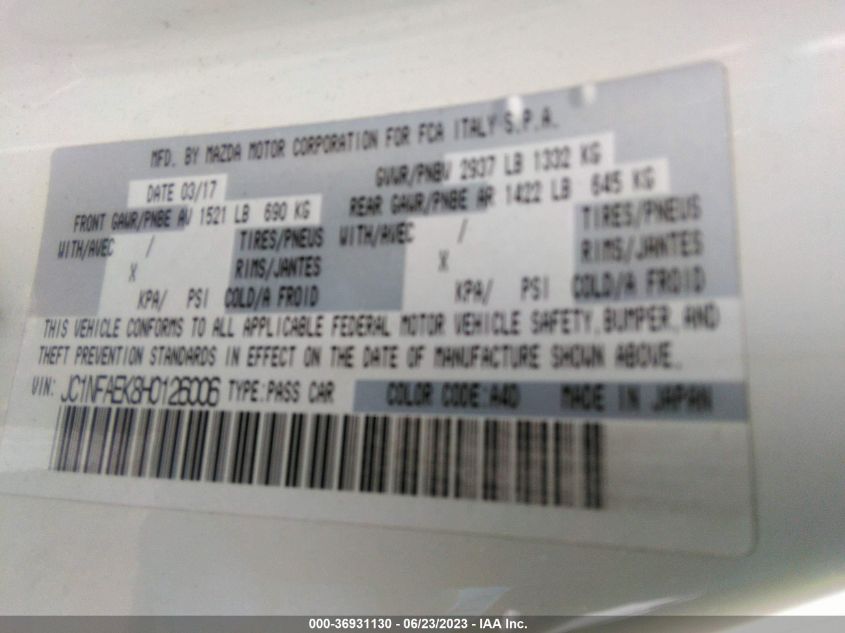 MFD. BY MAZDA MOTOR CORPORATION FOR FCA ITALY S.P.A.
DATE 03/17 GVWR/PNBV 2937 LB 1332 KG
FRONT GAWR/PNBE AV 1521 LB 690 KG REAR GAWR/PNBE AR 1422 LB 645 KG
WITH/AVEC / TIRES/PNEUS WITH/AVEC / TIRES/PNEUS
X RIMS/JANTES X RIMS/JANTES
KPA/ PSI COLD/A FROID KPA/ PSI COLD/A FROID
THIS VEHICLE CONFORMS TO ALL APPLICABLE FEDERAL MOTOR VEHICLE SAFETY, BUMPER, AND
THEFT PREVENTION STANDARDS IN EFFECT ON THE DATE OF MANUFACTURE SHOWN ABOVE.
VIN: JC1NFAEK8H0126006 TYPE:PASS CAR COLOR CODE:A4D MADE IN JAPAN
000-36931130 - 06/23/2023 - IAA Inc.